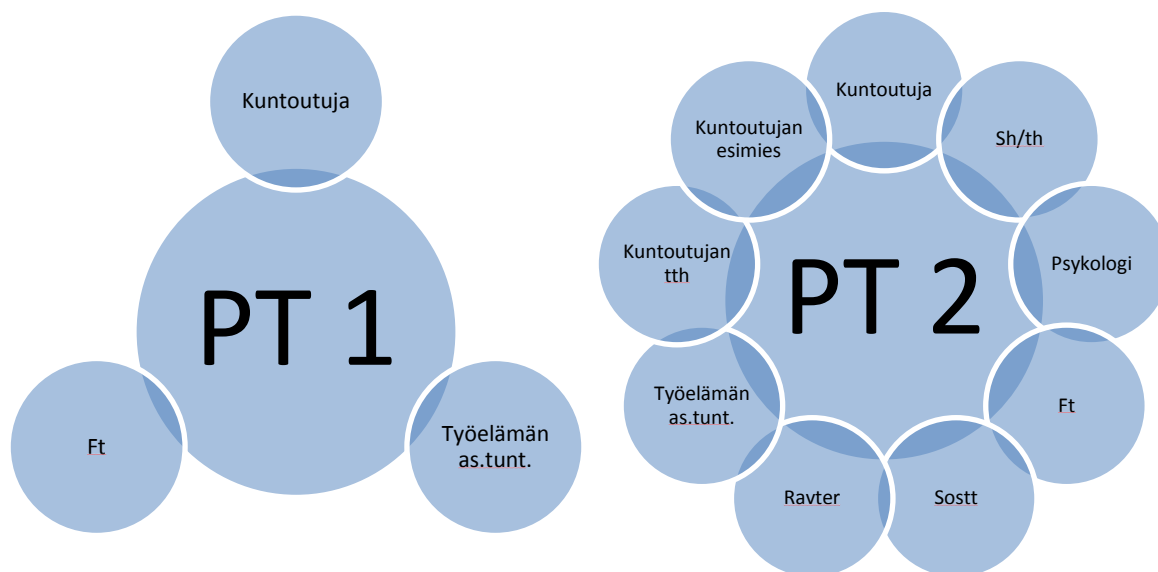 Kuntoutuja
PT 1
Ft
Työelämän
as.tunt.
Kuntoutuja
Sh/th
Psykologi
Ft
Sostt
Ravter
Työelämän
as.tunt.
Kuntoutujan
tth
Kuntoutujan
esimies
PT 2